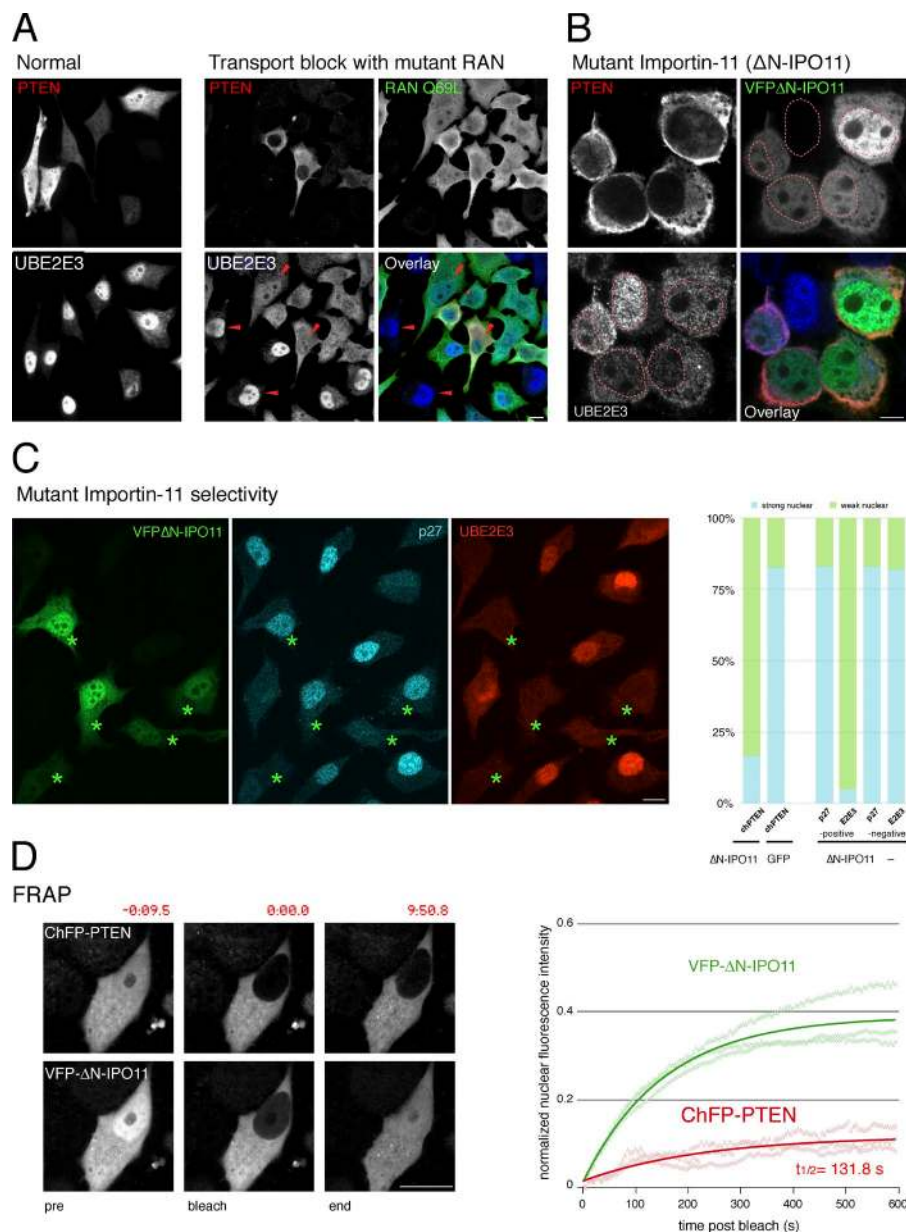 A
Normal
Transport block with mutant RAN
PTEN
PTEN
RAN Q69L
UBE2E3
UBE2E3
Overlay
B
Mutant Importin-11 (ΔN-IPO11)
PTEN
VFPΔN-IPO11
UBE2E3
Overlay
C
Mutant Importin-11 selectivity
VFPΔN-IPO11
p27
UBE2E3
strong nuclear
weak nuclear
100%
75%
50%
25%
0%
chPTEN
chPTEN
p27
E2E3
p27
E2E3
-positive
-negative
ΔN-IPO11
GFP
ΔN-IPO11
–
D
FRAP
-0:09.5
0:00.0
9:50.8
ChFP-PTEN
VFP-ΔN-IPO11
pre
bleach
end
normalized nuclear fluorescence intensity
0.6
0.4
0.2
0
VFP-ΔN-IPO11
ChFP-PTEN
t1/2= 131.8 s
0
100
200
300
400
500
600
time post bleach (s)